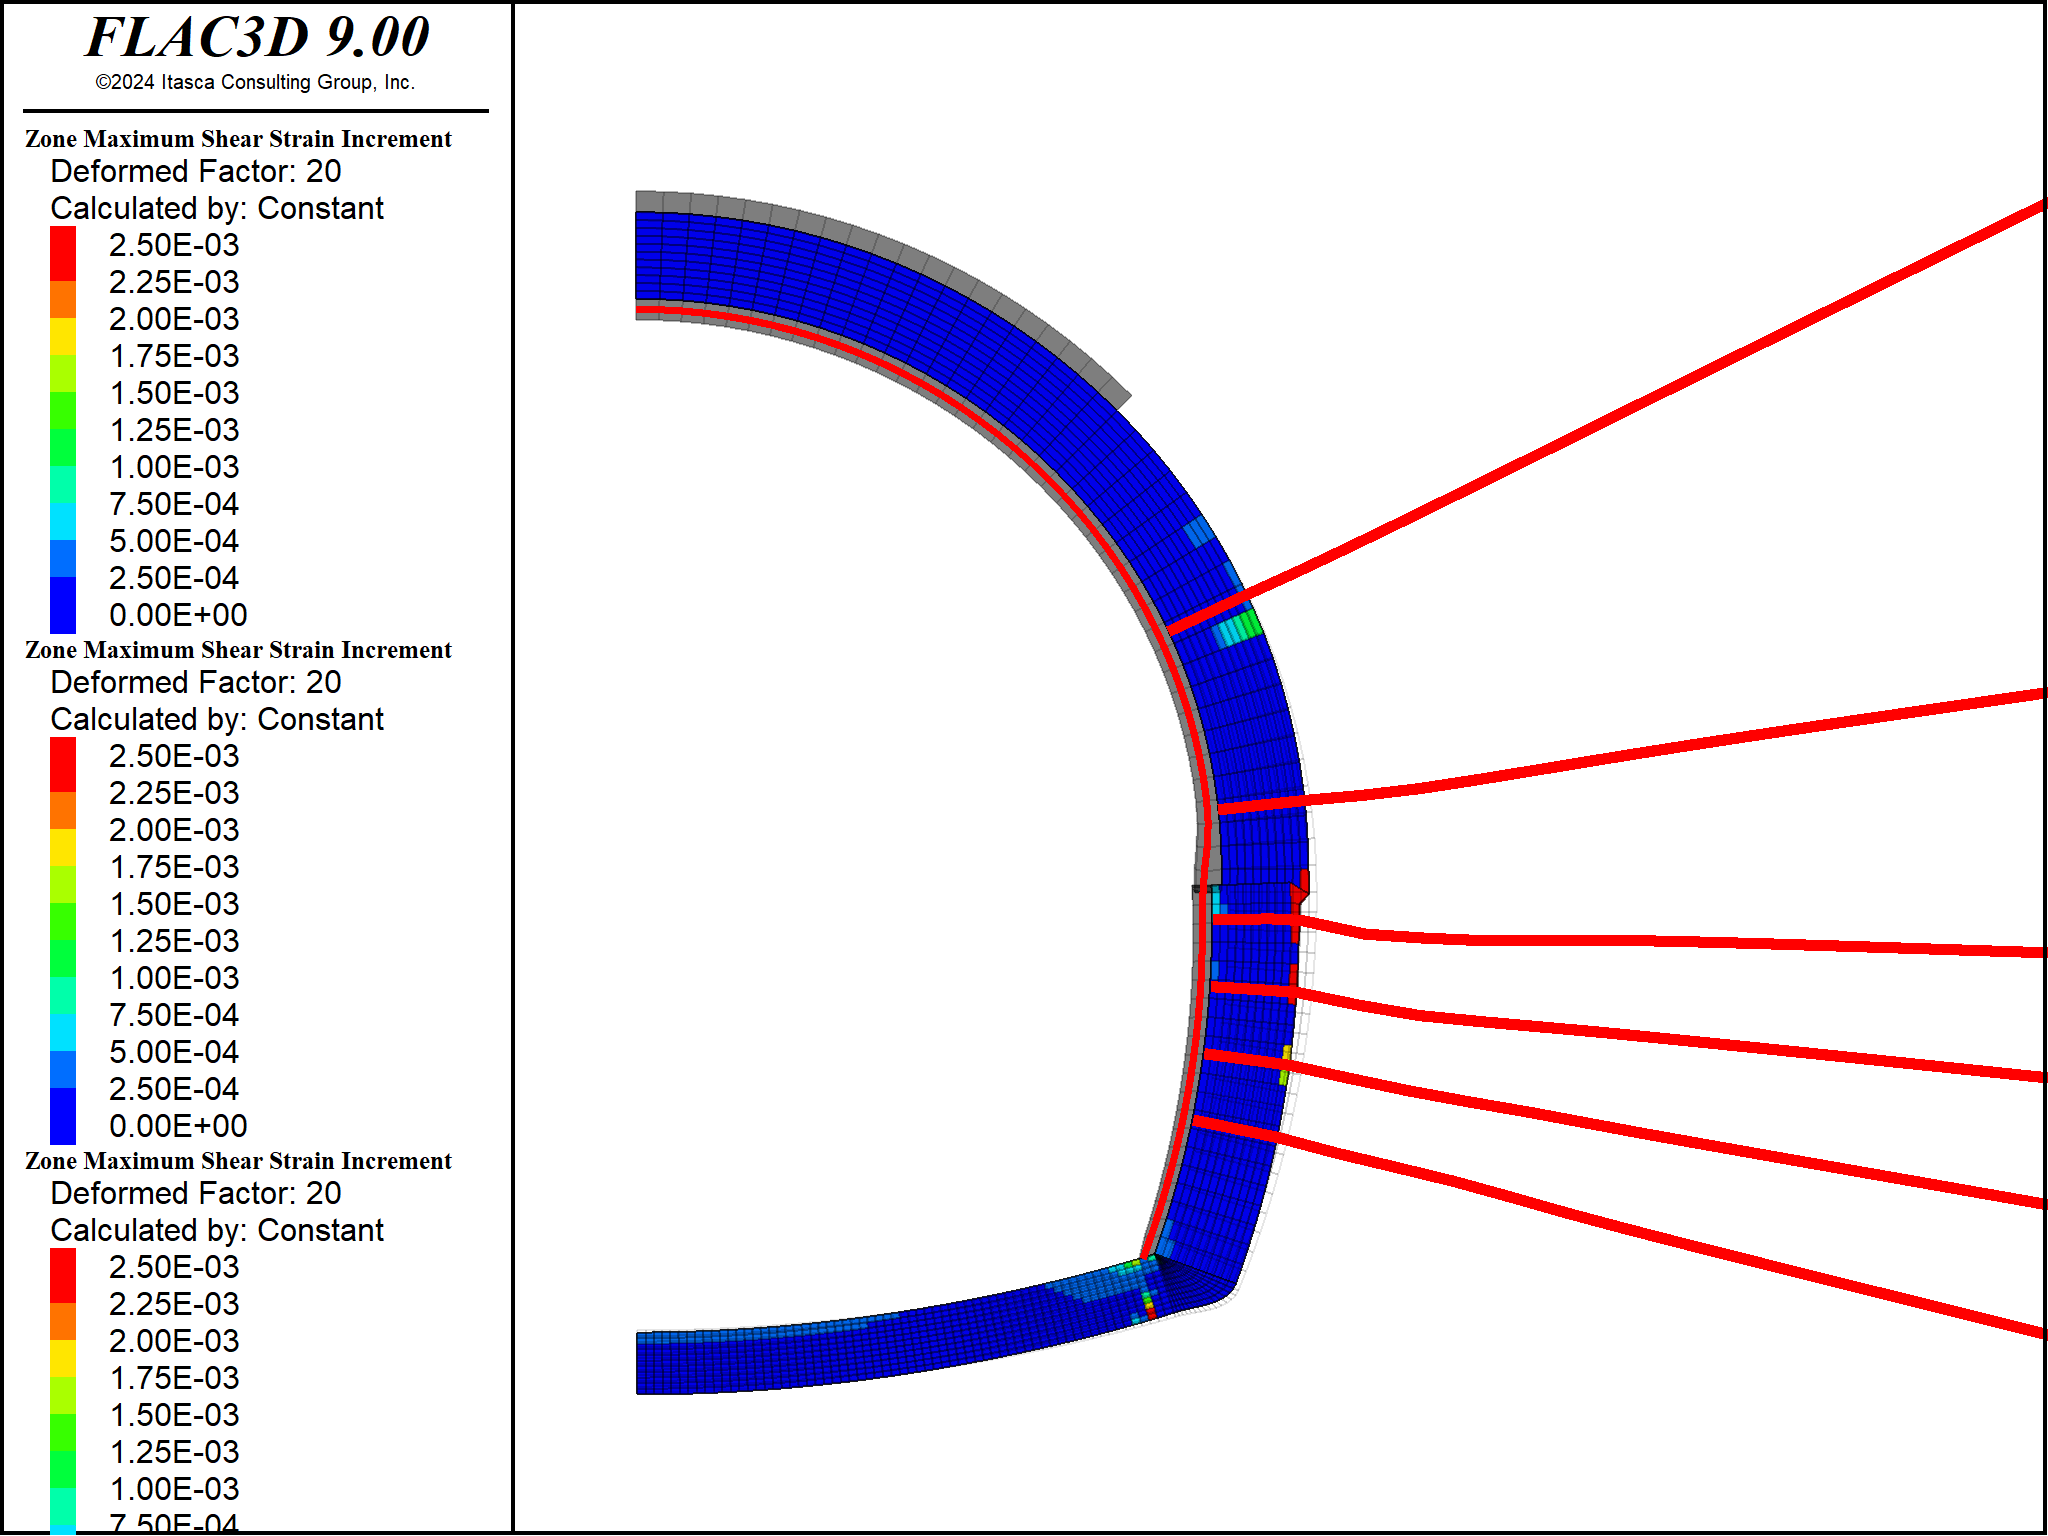 FLAC3D 9.00
©2024 Itasca Consulting Group, Inc.
Zone Maximum Shear Strain Increment
Deformed Factor: 20
Calculated by: Constant
2.50E-03
2.25E-03
2.00E-03
1.75E-03
1.50E-03
1.25E-03
1.00E-03
7.50E-04
5.00E-04
2.50E-04
0.00E+00
Zone Maximum Shear Strain Increment
Deformed Factor: 20
Calculated by: Constant
2.50E-03
2.25E-03
2.00E-03
1.75E-03
1.50E-03
1.25E-03
1.00E-03
7.50E-04
5.00E-04
2.50E-04
0.00E+00
Zone Maximum Shear Strain Increment
Deformed Factor: 20
Calculated by: Constant
2.50E-03
2.25E-03
2.00E-03
1.75E-03
1.50E-03
1.25E-03
1.00E-03
7.50E-04